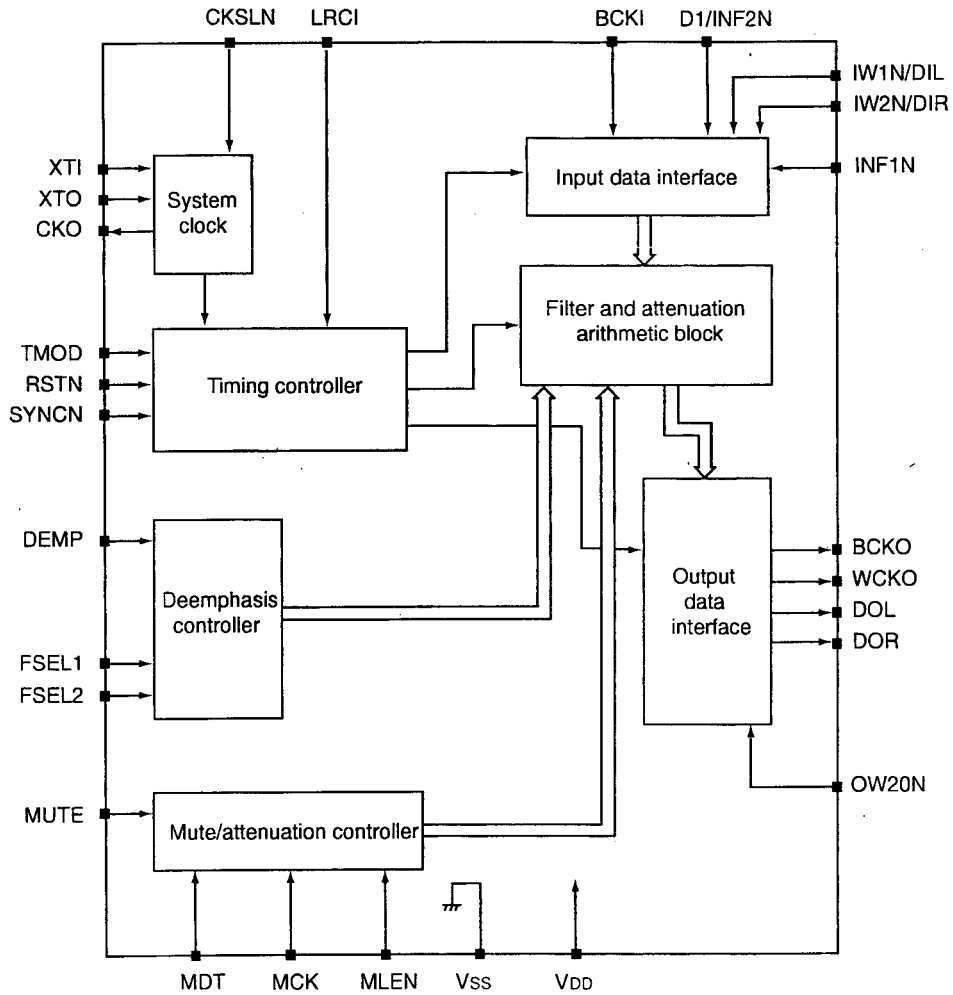 CKSLN
LRCI
BCKI
D1/INF2N
IW1N/DIL
IW2N/DIR
XTI
XTO
CKO
System
clock
Input data interface
INF1N
Filter and attenuation
arithmetic block
TMOD
RSTN
SYNCN
Timing controller
DEMP
FSEL1
FSEL2
Deemphasis
controller
Output
data
interface
BCKO
WCKO
DOL
DOR
OW20N
MUTE
Mute/attenuation controller
MDT
MCK
MLEN
VSS
VDD